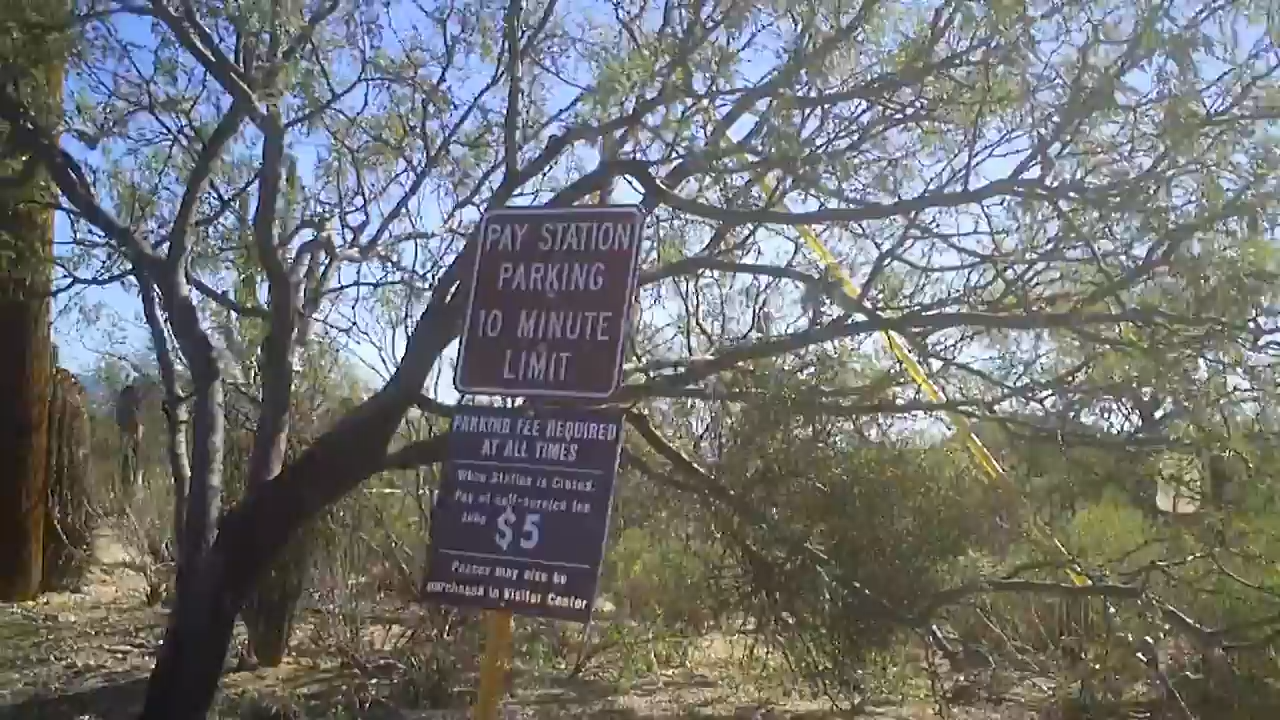 PAY STATION
PARKING
10 MINUTE
LIMIT
PARKING FEE REQUIRED
AT ALL TIMES
When Station is Closed,
Pay at self-service fee
tube $5
Passes may also be
purchased in Visitor Center